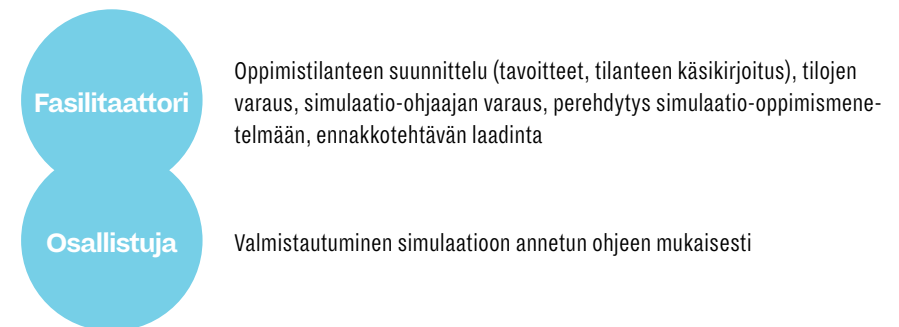 Fasilitaattori
Oppimistilanteen suunnittelu (tavoitteet, tilanteen käsikirjoitus), tilojen
varaus, simulaatio-ohjaajan varaus, perehdytys simulaatio-oppimismene-
telmään, ennakkotehtävän laadinta
Osallistuja
Valmistautuminen simulaatioon annetun ohjeen mukaisesti